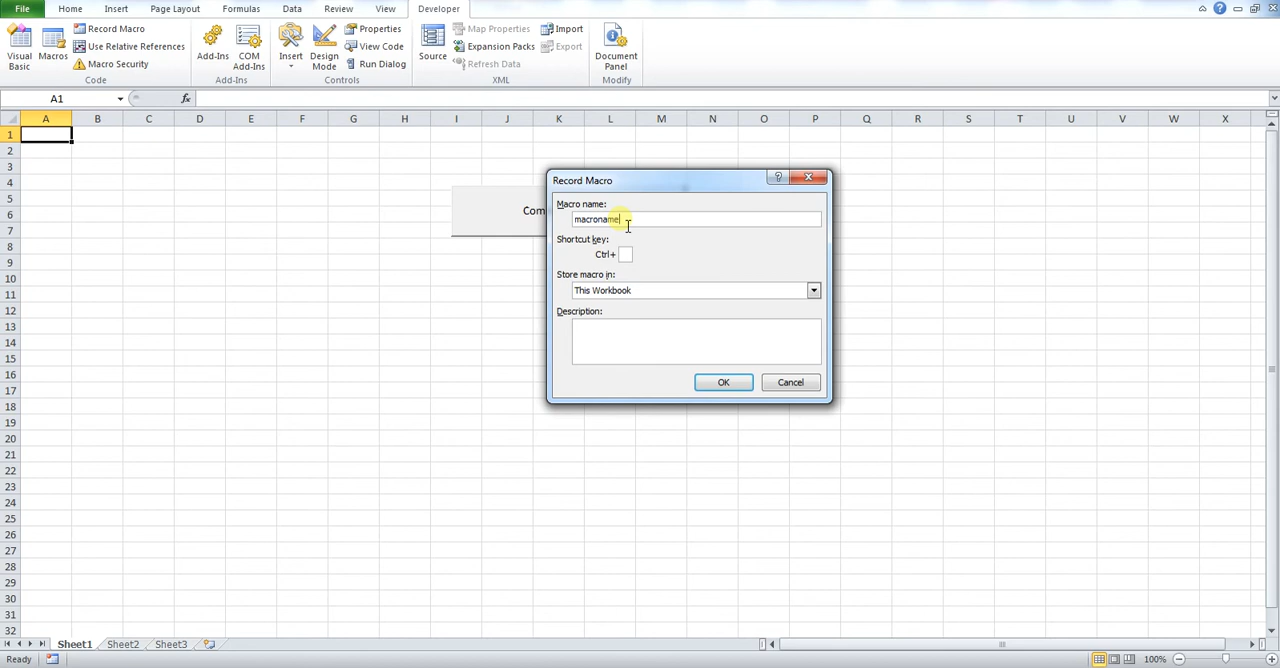 File Home Insert Page Layout Formulas Data Review View Developer
Visual Basic Macros Record Macro Use Relative References Macro Security
Code
Add-Ins COM Add-Ins
Add-Ins
Insert Design Mode Properties View Code Run Dialog
Controls
Source Map Properties Expansion Packs Refresh Data Import Export
XML
Document Panel
Modify
A1 fx
A B C D E F G H I J K L M N O P Q R S T U V W X
1
2
3
4
5
6
7
8
9
10
11
12
13
14
15
16
17
18
19
20
21
22
23
24
25
26
27
28
29
30
31
32
Com
Record Macro
Macro name:
macroname
Shortcut key:
Ctrl+
Store macro in:
This Workbook
Description:
OK Cancel
Sheet1 Sheet2 Sheet3
Ready 100%